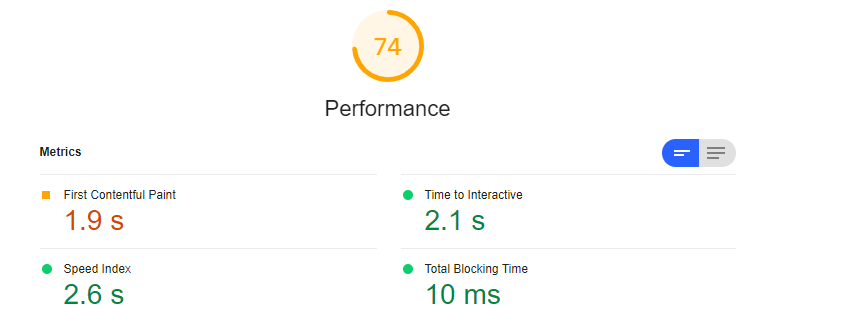 74
Performance
Metrics
First Contentful Paint
1.9 s
Time to Interactive
2.1 s
Speed Index
2.6 s
Total Blocking Time
10 ms